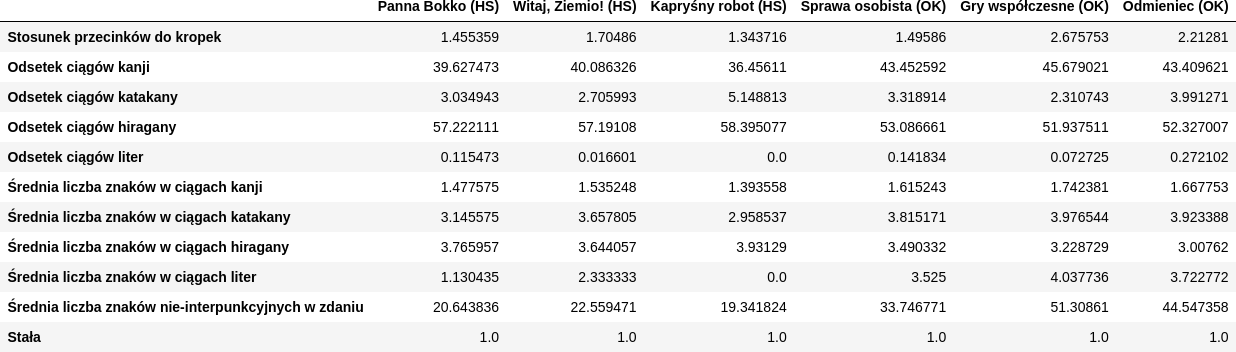 Panna Bokko (HS) Witaj, Ziemio! (HS) Kapryśny robot (HS) Sprawa osobista (OK) Gry współczesne (OK) Odmieniec (OK)
Stosunek przecinków do kropek 1.455359 1.70486 1.343716 1.49586 2.675753 2.21281
Odsetek ciągów kanji 39.627473 40.086326 36.45611 43.452592 45.679021 43.409621
Odsetek ciągów katakany 3.034943 2.705993 5.148813 3.318914 2.310743 3.991271
Odsetek ciągów hiragany 57.222111 57.19108 58.395077 53.086661 51.937511 52.327007
Odsetek ciągów liter 0.115473 0.016601 0.0 0.141834 0.072725 0.272102
Średnia liczba znaków w ciągach kanji 1.477575 1.535248 1.393558 1.615243 1.742381 1.667753
Średnia liczba znaków w ciągach katakany 3.145575 3.657805 2.958537 3.815171 3.976544 3.923388
Średnia liczba znaków w ciągach hiragany 3.765957 3.644057 3.93129 3.490332 3.228729 3.00762
Średnia liczba znaków w ciągach liter 1.130435 2.333333 0.0 3.525 4.037736 3.722772
Średnia liczba znaków nie-interpunkcyjnych w zdaniu 20.643836 22.559471 19.341824 33.746771 51.30861 44.547358
Stała 1.0 1.0 1.0 1.0 1.0 1.0